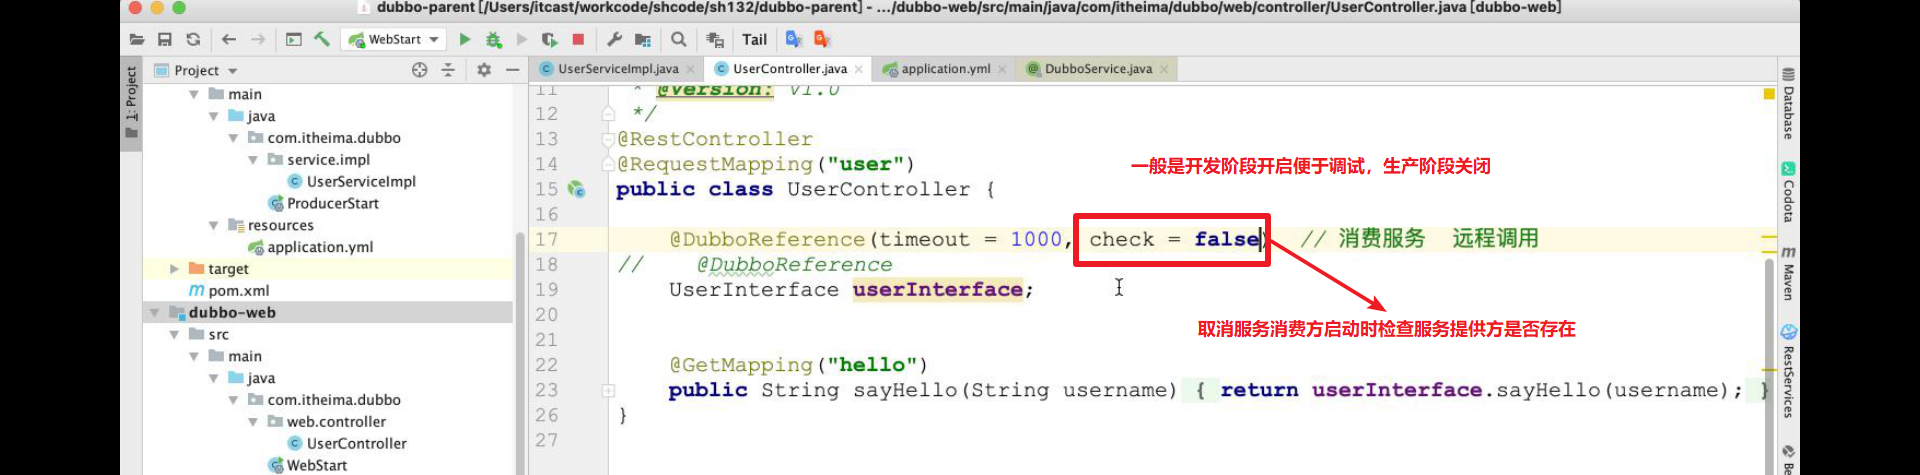 dubbo-parent [/Users/itcast/workcode/shcode/sh132/dubbo-parent] - .../dubbo-web/src/main/java/com/itheima/dubbo/web/controller/UserController.java [dubbo-web]
WebStart
Tail
1: Project
Project
main
java
com.itheima.dubbo
service.impl
UserServiceImpl
ProducerStart
resources
application.yml
target
pom.xml
dubbo-web
src
main
java
com.itheima.dubbo
web.controller
UserController
WebStart
UserServiceImpl.java
UserController.java
application.yml
DubboService.java
11 * @version: v1.0
12 */
13 @RestController
14 @RequestMapping("user")
一般是开发阶段开启便于调试，生产阶段关闭
15 public class UserController {
16
17 @DubboReference(timeout = 1000, check = false) // 消费服务 远程调用
18 // @DubboReference
19 UserInterface userInterface;
20
取消服务消费方启动时检查服务提供方是否存在
21
22 @GetMapping("hello")
23 public String sayHello(String username) { return userInterface.sayHello(username); }
26 }
27
Database
Codota
Maven
RestServices